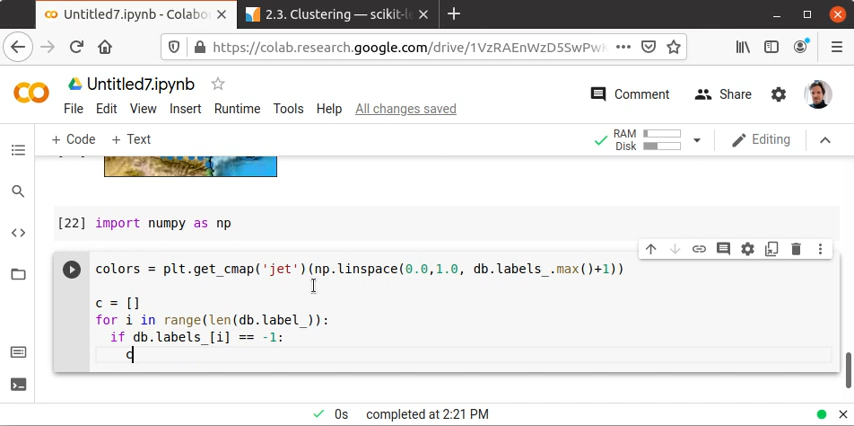 Untitled7.ipynb - Colabo
2.3. Clustering — scikit-le
https://colab.research.google.com/drive/1VzRAEnWzD5SwPwK
Untitled7.ipynb
File Edit View Insert Runtime Tools Help All changes saved
Comment
Share
+ Code + Text
RAM
Disk
Editing
[22] import numpy as np
colors = plt.get_cmap('jet')(np.linspace(0.0,1.0, db.labels_.max()+1))
c = []
for i in range(len(db.label_)):
if db.labels_[i] == -1:
c
0s completed at 2:21 PM